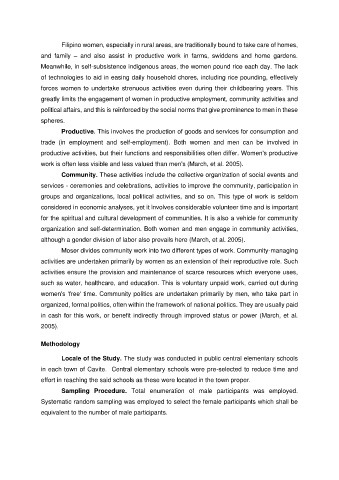 Filipino women, especially in rural areas, are traditionally bound to take care of homes,
and family – and also assist in productive work in farms, swiddens and home gardens.
Meanwhile, in self-subsistence indigenous areas, the women pound rice each day. The lack
of technologies to aid in easing daily household chores, including rice pounding, effectively
forces women to undertake strenuous activities even during their childbearing years. This
greatly limits the engagement of women in productive employment, community activities and
political affairs, and this is reinforced by the social norms that give prominence to men in these
spheres.
Productive. This involves the production of goods and services for consumption and
trade (in employment and self-employment). Both women and men can be involved in
productive activities, but their functions and responsibilities often differ. Women's productive
work is often less visible and less valued than men's (March, et al. 2005).
Community. These activities include the collective organization of social events and
services - ceremonies and celebrations, activities to improve the community, participation in
groups and organizations, local political activities, and so on. This type of work is seldom
considered in economic analyses, yet it involves considerable volunteer time and is important
for the spiritual and cultural development of communities. It is also a vehicle for community
organization and self-determination. Both women and men engage in community activities,
although a gender division of labor also prevails here (March, et al. 2005).
Moser divides community work into two different types of work. Community-managing
activities are undertaken primarily by women as an extension of their reproductive role. Such
activities ensure the provision and maintenance of scarce resources which everyone uses,
such as water, healthcare, and education. This is voluntary unpaid work, carried out during
women's 'free' time. Community politics are undertaken primarily by men, who take part in
organized, formal politics, often within the framework of national politics. They are usually paid
in cash for this work, or benefit indirectly through improved status or power (March, et al.
2005).
Methodology
Locale of the Study. The study was conducted in public central elementary schools
in each town of Cavite. Central elementary schools were pre-selected to reduce time and
effort in reaching the said schools as these were located in the town proper.
Sampling Procedure. Total enumeration of male participants was employed.
Systematic random sampling was employed to select the female participants which shall be
equivalent to the number of male participants.